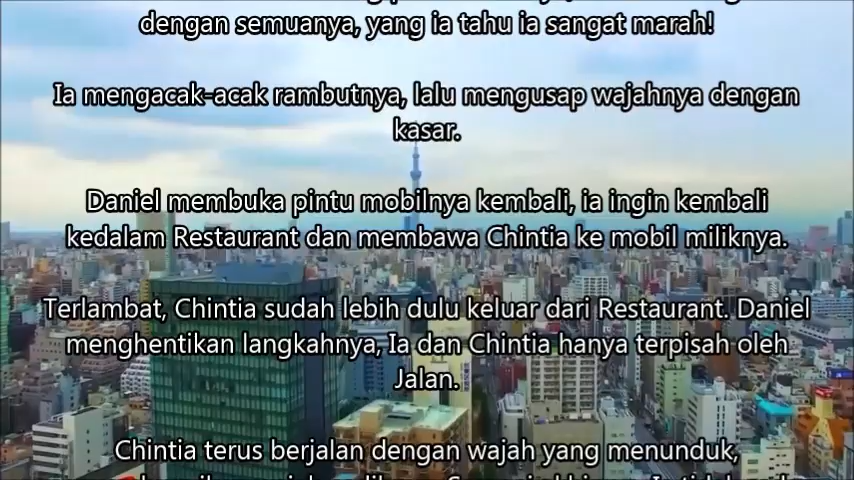 dengan semuanya, yang ia tahu ia sangat marah!
Ia mengacak-acak rambutnya, lalu mengusap wajahnya dengan
kasar.
Daniel membuka pintu mobilnya kembali, ia ingin kembali
kedalam Restaurant dan membawa Chintia ke mobil miliknya.
Terlambat, Chintia sudah lebih dulu keluar dari Restaurant. Daniel
menghentikan langkahnya, Ia dan Chintia hanya terpisah oleh
Jalan.
Chintia terus berjalan dengan wajah yang menunduk,